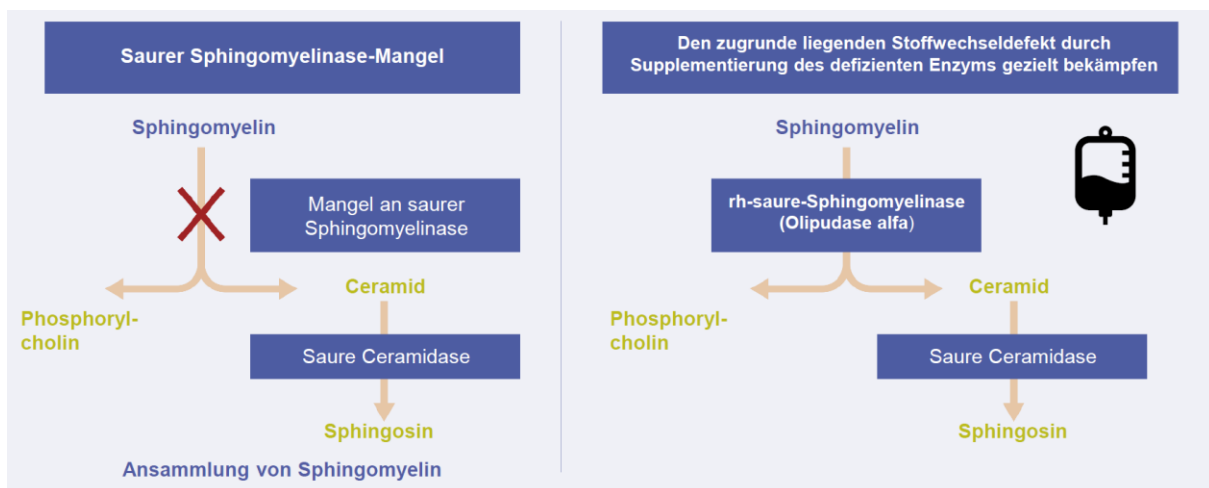 Saurer Sphingomyelinase-Mangel
Sphingomyelin
Mangel an saurer
Sphingomyelinase
Ceramid
Phosphoryl-
cholin
Saure Ceramidase
Sphingosin
Ansammlung von Sphingomyelin
Den zugrunde liegenden Stoffwechseldefekt durch
Supplementierung des defizienten Enzyms gezielt bekämpfen
Sphingomyelin
rh-saure-Sphingomyelinase
(Olipudase alfa)
Ceramid
Phosphoryl-
cholin
Saure Ceramidase
Sphingosin